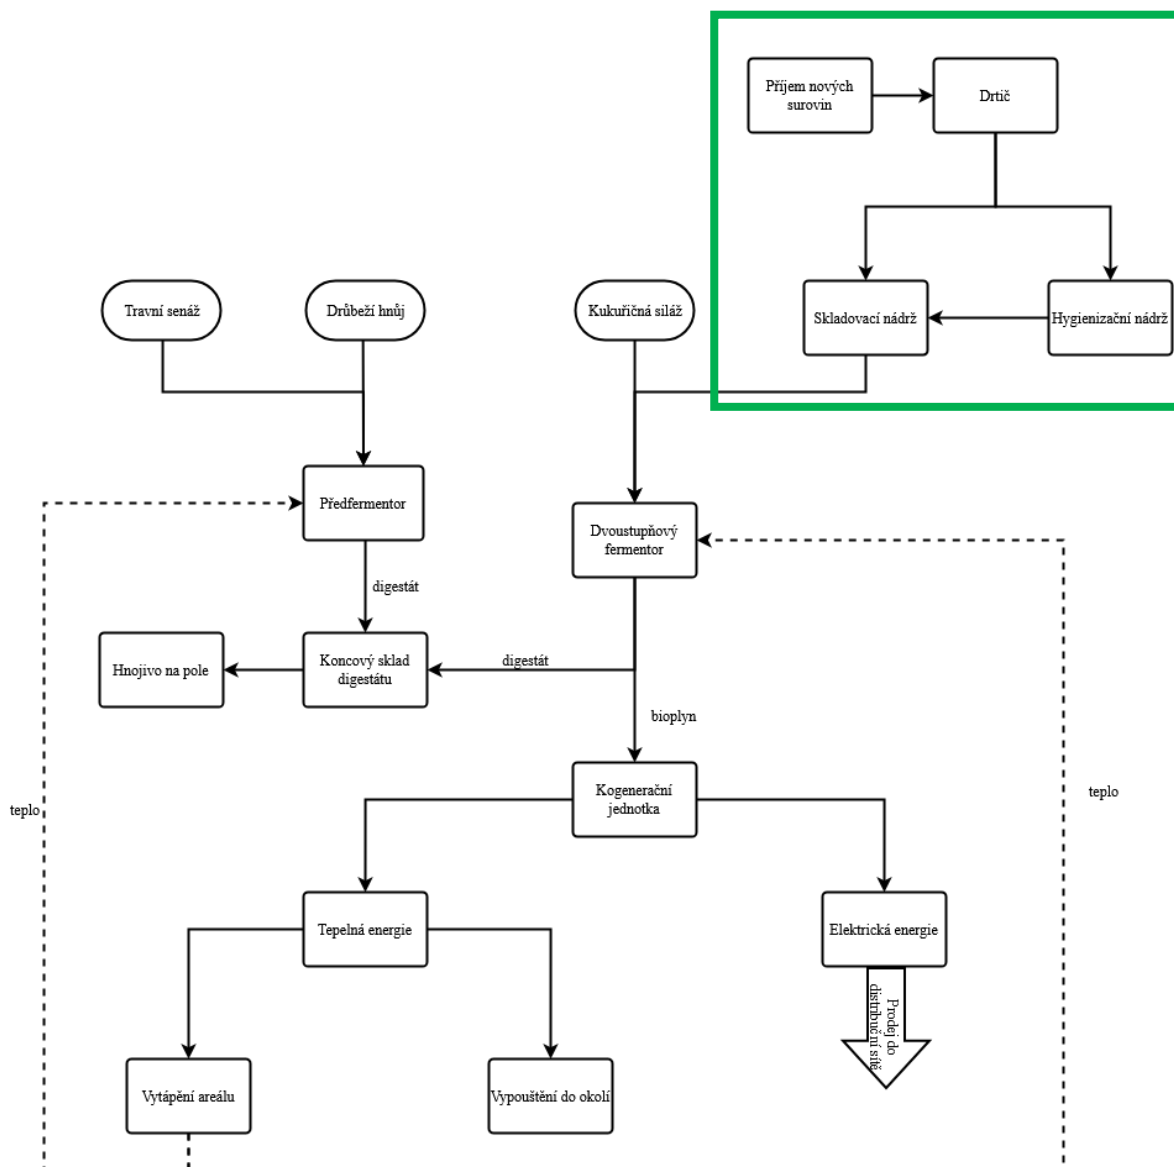 Příjem nových
surovin
Drtič
Travní senáž
Drůbeží hnůj
Kukuřičná siláž
Skladovací nádrž
Hygienizační nádrž
Předfermentor
Dvoustupňový
fermentor
digestát
Hnojivo na pole
Koncový sklad
digestátu
digestát
bioplyn
Kogenerační
jednotka
teplo
teplo
Tepelná energie
Elektrická energie
Prodej do
distribuční sítě
Vytápění areálu
Vypouštění do okolí